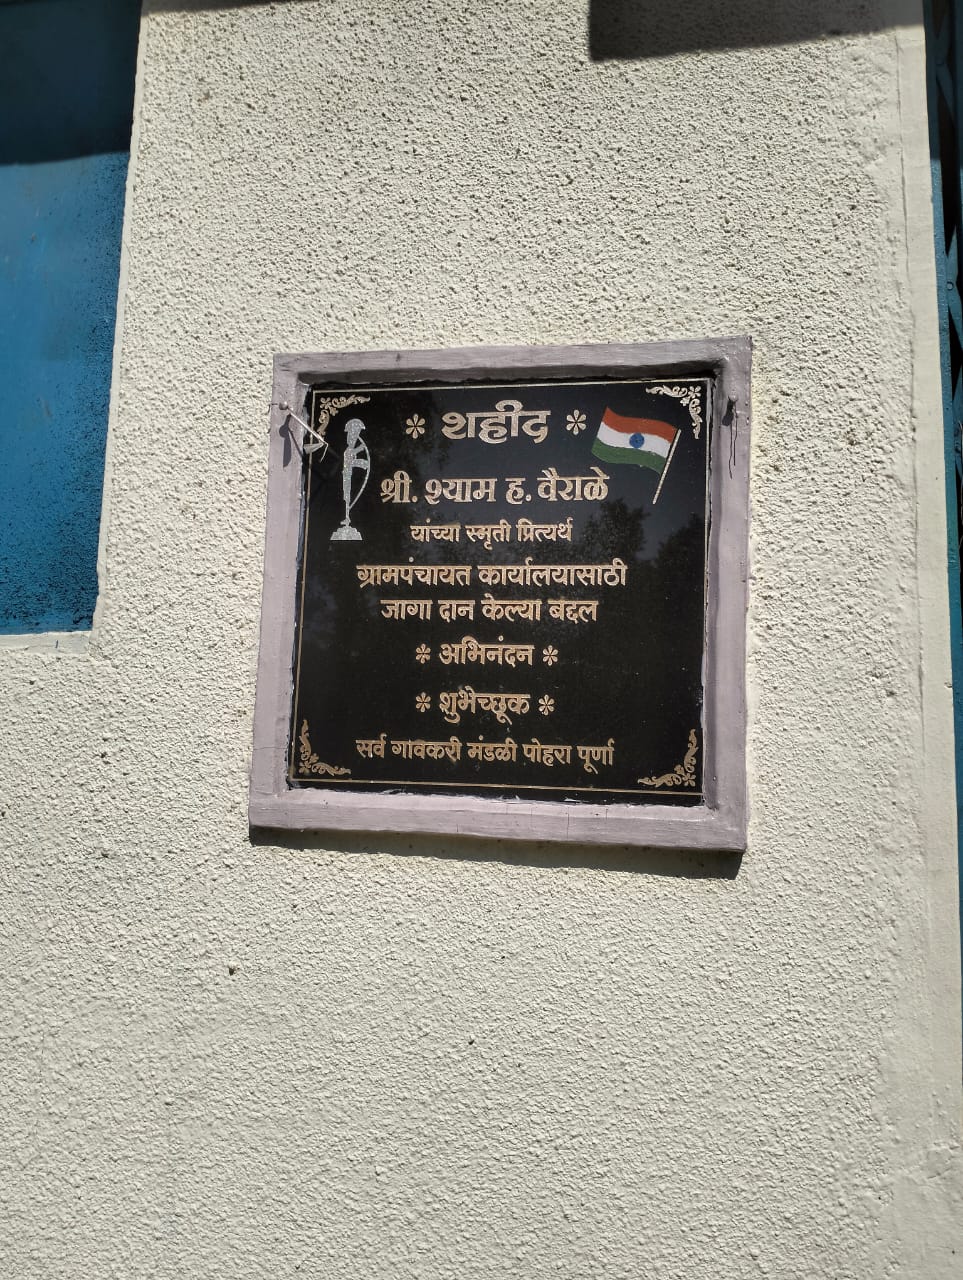 * शहीद *
श्री. श्याम ह. वैराळे
यांच्या स्मृती प्रित्यर्थ
ग्रामपंचायत कार्यालयासाठी
जागा दान केल्या बद्दल
* अभिनंदन *
* शुभेच्छूक *
सर्व गावकरी मंडळी पोहरा पूर्णा